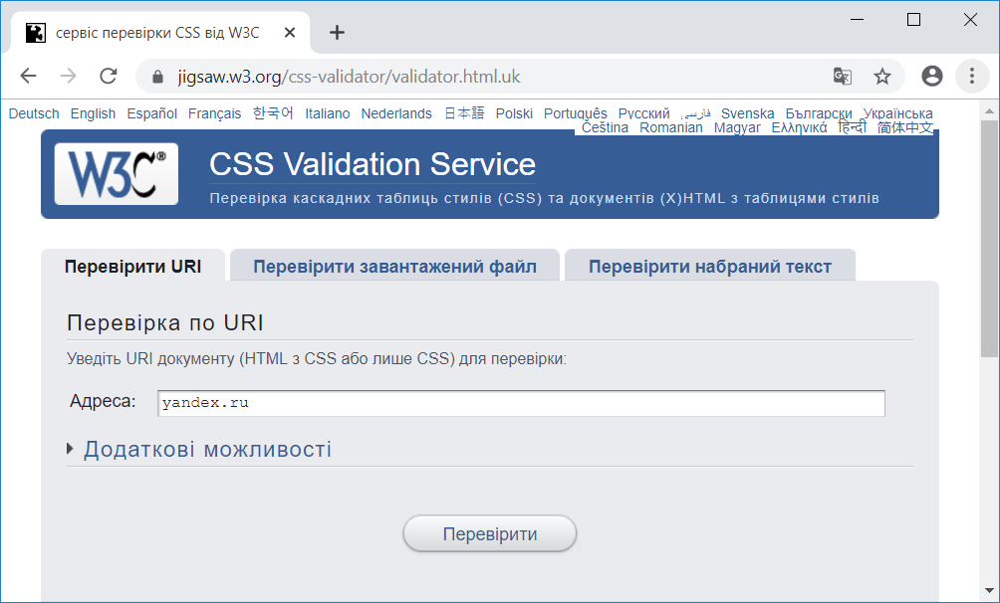 сервіс перевірки CSS від W3C
jigsaw.w3.org/css-validator/validator.html.uk
Deutsch English Español Français 한국어 Italiano Nederlands 日本語 Polski Português Русский فارسی Svenska Български Українська
Čeština Romanian Magyar Ελληνικά हिन्दी 简体中文
W3C® CSS Validation Service
Перевірка каскадних таблиць стилів (CSS) та документів (X)HTML з таблицями стилів
Перевірити URI Перевірити завантажений файл Перевірити набраний текст
Перевірка по URI
Уведіть URI документу (HTML з CSS або лише CSS) для перевірки:
Адреса: yandex.ru
Додаткові можливості
Перевірити